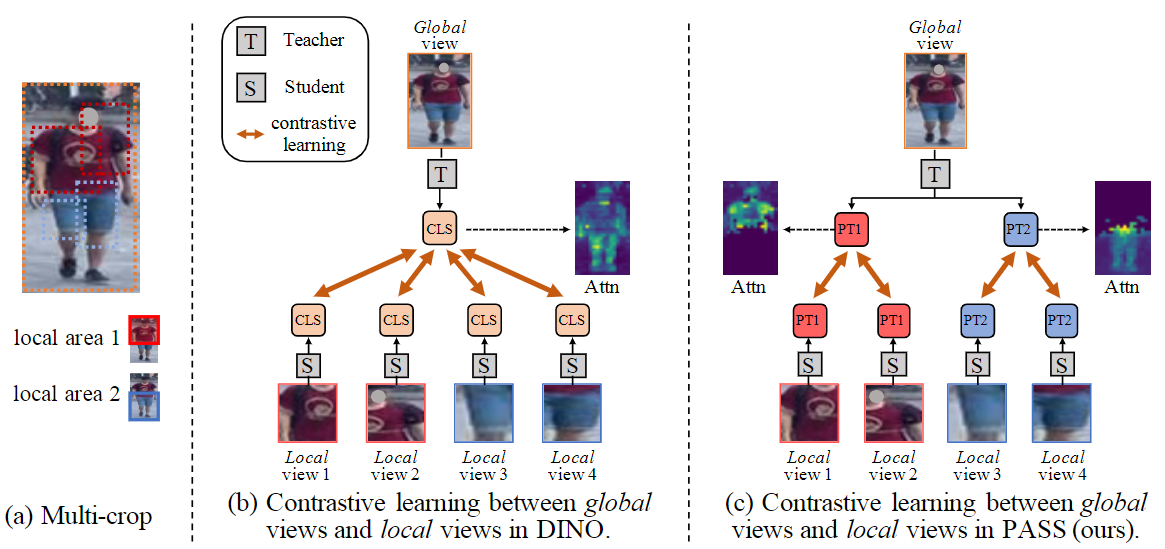 local area 1
local area 2
(a) Multi-crop
T Teacher
S Student
contrastive
learning
Global
view
T
CLS
Attn
CLS CLS CLS CLS
S S S S
Local Local Local Local
view 1 view 2 view 3 view 4
(b) Contrastive learning between global
views and local views in DINO.
Global
view
T
PT1 PT2
Attn Attn
PT1 PT1 PT2 PT2
S S S S
Local Local Local Local
view 1 view 2 view 3 view 4
(c) Contrastive learning between global
views and local views in PASS (ours).